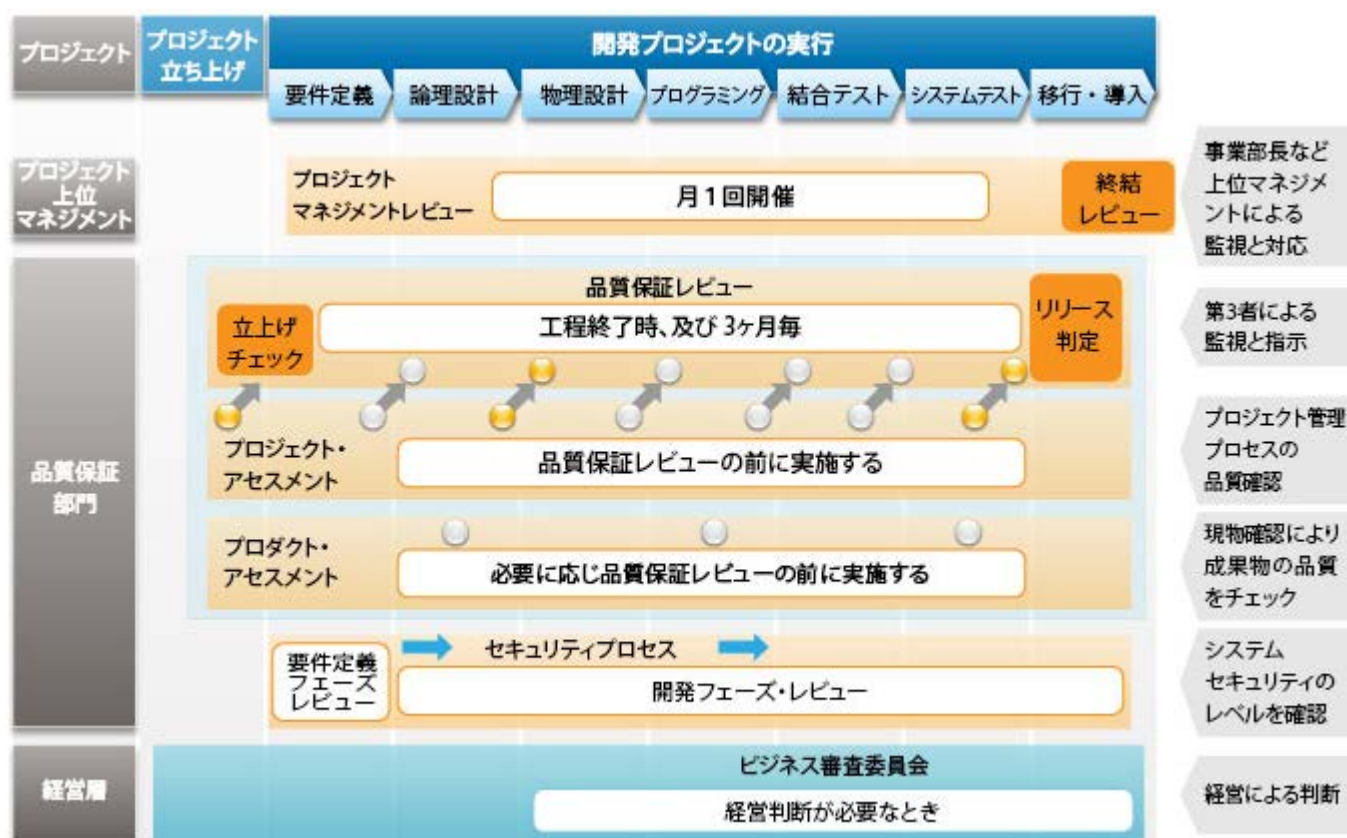 プロジェクト
プロジェクト
立ち上げ
開発プロジェクトの実行
要件定義
論理設計
物理設計
プログラミング
結合テスト
システムテスト
移行・導入
プロジェクト
上位
マネジメント
プロジェクト
マネジメントレビュー
月1回開催
終結
レビュー
事業部長など
上位マネジメ
ントによる
監視と対応
品質保証
部門
品質保証レビュー
立上げ
チェック
工程終了時、及び 3ヶ月毎
リリース
判定
第3者による
監視と指示
プロジェクト・
アセスメント
品質保証レビューの前に実施する
プロジェクト管理
プロセスの
品質確認
プロダクト・
アセスメント
必要に応じ品質保証レビューの前に実施する
現物確認により
成果物の品質
をチェック
要件定義
フェーズ
レビュー
セキュリティプロセス
開発フェーズ・レビュー
システム
セキュリティの
レベルを確認
経営層
ビジネス審査委員会
経営判断が必要なとき
経営による判断